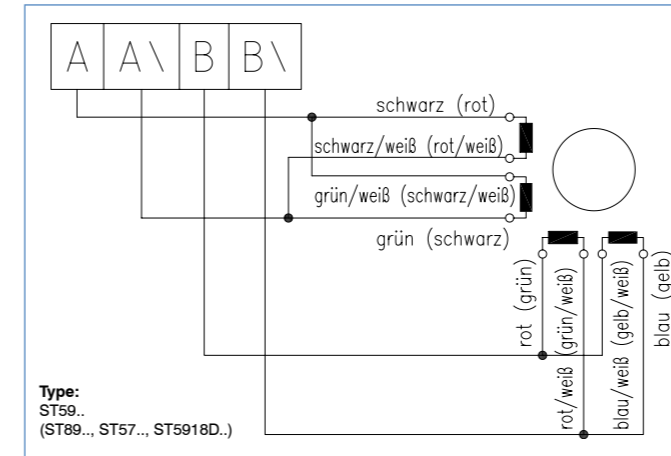 A A\ B B\
schwarz (rot)
schwarz/weiß (rot/weiß)
grün/weiß (schwarz/weiß)
grün (schwarz)
rot (grün)
rot/weiß (grün/weiß)
blau/weiß (gelb/weiß)
blau (gelb)
Type:
ST59..
(ST89.., ST57.., ST5918D..)